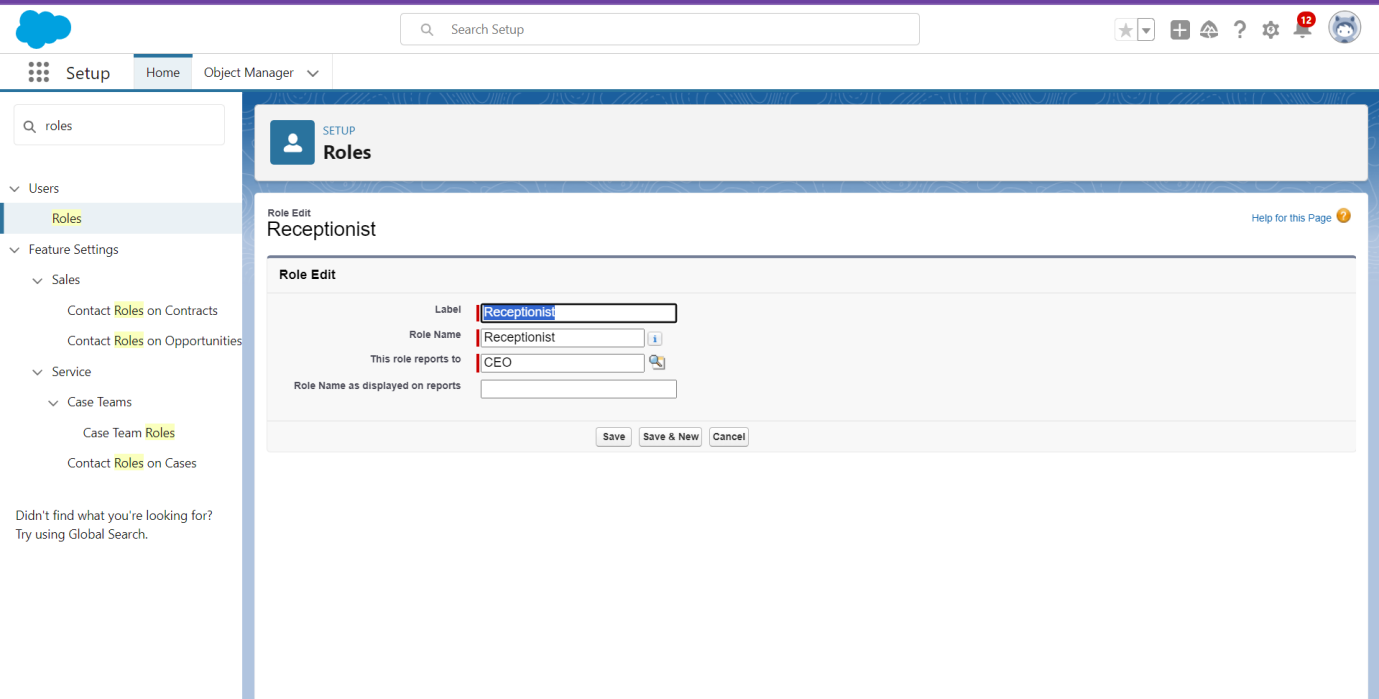 Search Setup
12
Setup
Home
Object Manager
roles
Users
Roles
Feature Settings
Sales
Contact Roles on Contracts
Contact Roles on Opportunities
Service
Case Teams
Case Team Roles
Contact Roles on Cases
Didn't find what you're looking for?
Try using Global Search.
SETUP
Roles
Role Edit
Receptionist
Help for this Page ?
Role Edit
Label Receptionist
Role Name Receptionist i
This role reports to CEO
Role Name as displayed on reports
Save Save & New Cancel